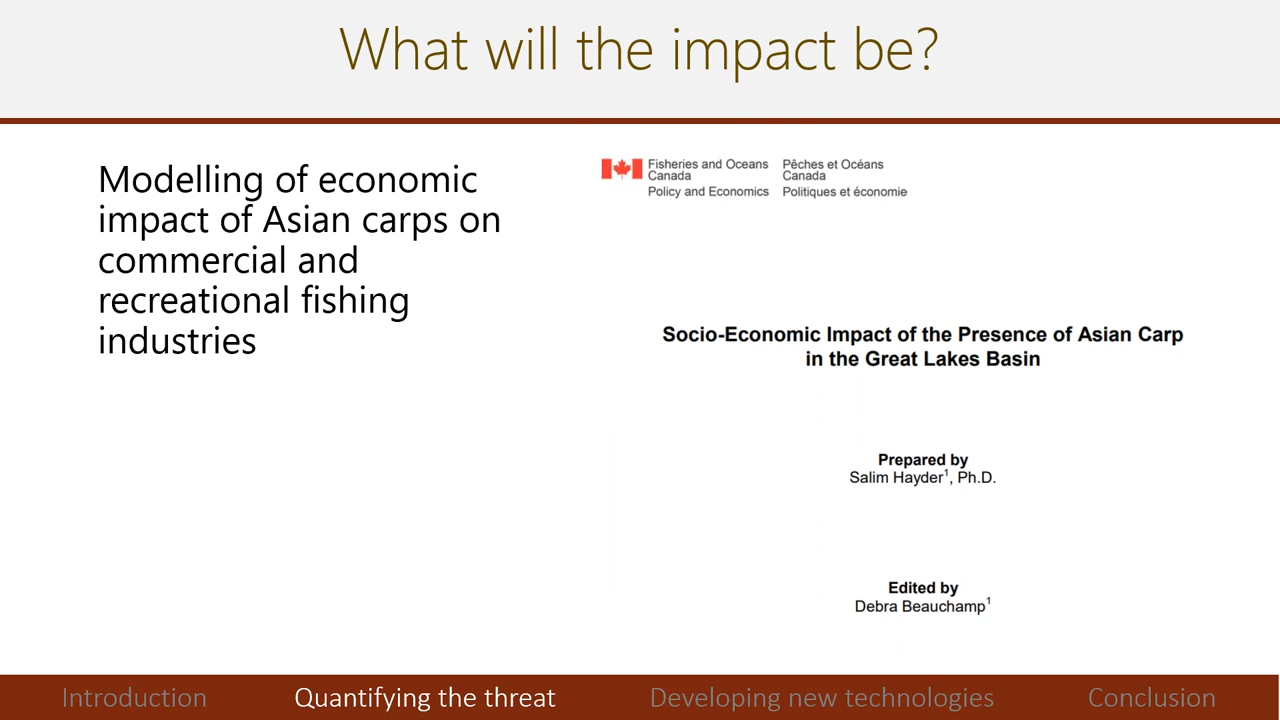 What will the impact be?
Modelling of economic
impact of Asian carps on
commercial and
recreational fishing
industries
Fisheries and Oceans
Canada
Pêches et Océans
Canada
Policy and Economics
Politiques et économie
Socio-Economic Impact of the Presence of Asian Carp
in the Great Lakes Basin
Prepared by
Salim Hayder¹, Ph.D.
Edited by
Debra Beauchamp¹
Introduction
Quantifying the threat
Developing new technologies
Conclusion